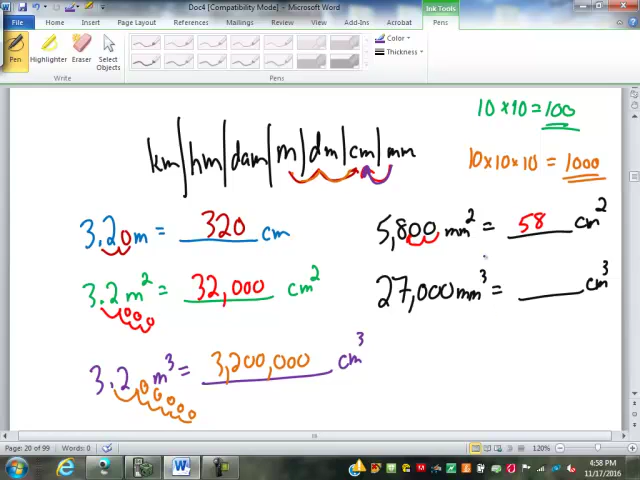 Doc4 [Compatibility Mode] - Microsoft Word
Ink Tools
File Home Insert Page Layout References Mailings Review View Add-Ins Acrobat Pens
Pen Highlighter Eraser Select Objects
Color
Thickness
Write Pens
10 × 10 = 100
10 × 10 × 10 = 1000
km | hm | dam | m | dm | cm | mm
3.20 m = 320 cm
5,800 mm² = 58 cm²
3.2 m² = 32,000 cm²
27,000 mm³ = ______ cm³
3.2 m³ = 3,200,000 cm³
Page: 20 of 99 Words: 0 120%
4:58 PM
11/17/2016